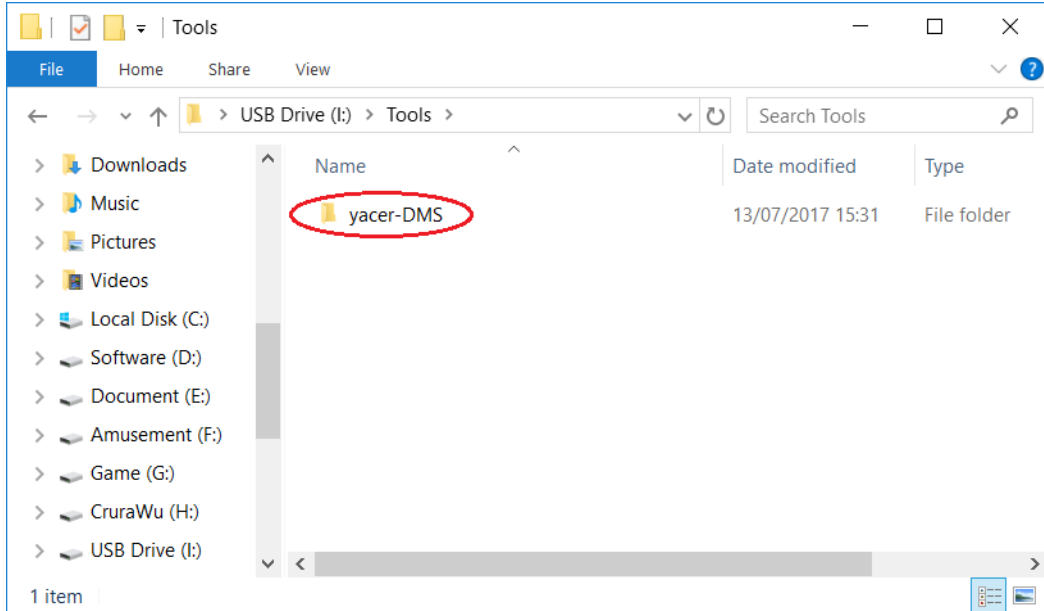 Tools
File Home Share View
USB Drive (I:) > Tools > Search Tools
Name Date modified Type
yacer-DMS 13/07/2017 15:31 File folder
Downloads
Music
Pictures
Videos
Local Disk (C:)
Software (D:)
Document (E:)
Amusement (F:)
Game (G:)
CruraWu (H:)
USB Drive (I:)
1 item